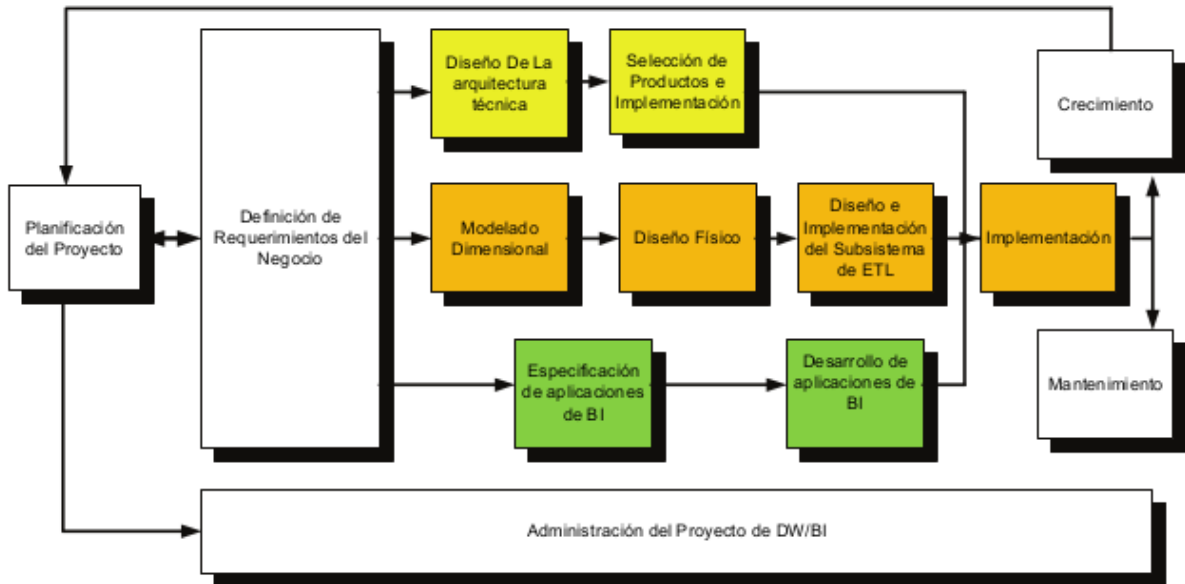 Diseño De La
arquitectura
técnica
Selección de
Productos e
Implementación
Crecimiento
Planificación
del Proyecto
Definición de
Requerimientos del
Negocio
Modelado
Dimensional
Diseño Físico
Diseño e
Implementación
del Subsistema
de ETL
Implementación
Especificación
de aplicaciones
de BI
Desarrollo de
aplicaciones de
BI
Mantenimiento
Administración del Proyecto de DW/BI